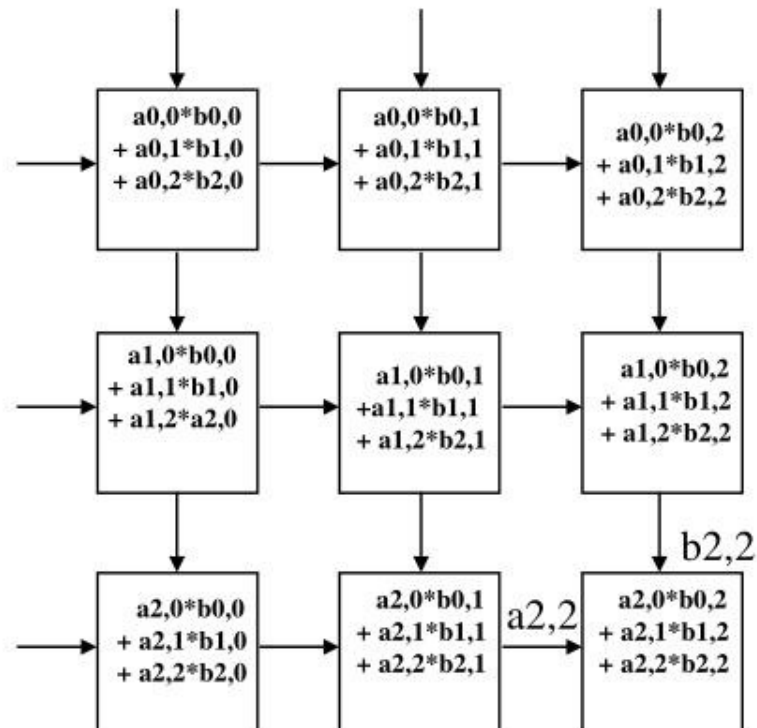 a0,0*b0,0
+ a0,1*b1,0
+ a0,2*b2,0
a0,0*b0,1
+ a0,1*b1,1
+ a0,2*b2,1
a0,0*b0,2
+ a0,1*b1,2
+ a0,2*b2,2
a1,0*b0,0
+ a1,1*b1,0
+ a1,2*a2,0
a1,0*b0,1
+a1,1*b1,1
+ a1,2*b2,1
a1,0*b0,2
+ a1,1*b1,2
+ a1,2*b2,2
b2,2
a2,0*b0,0
+ a2,1*b1,0
+ a2,2*b2,0
a2,0*b0,1
+ a2,1*b1,1
+ a2,2*b2,1
a2,2
a2,0*b0,2
+ a2,1*b1,2
+ a2,2*b2,2